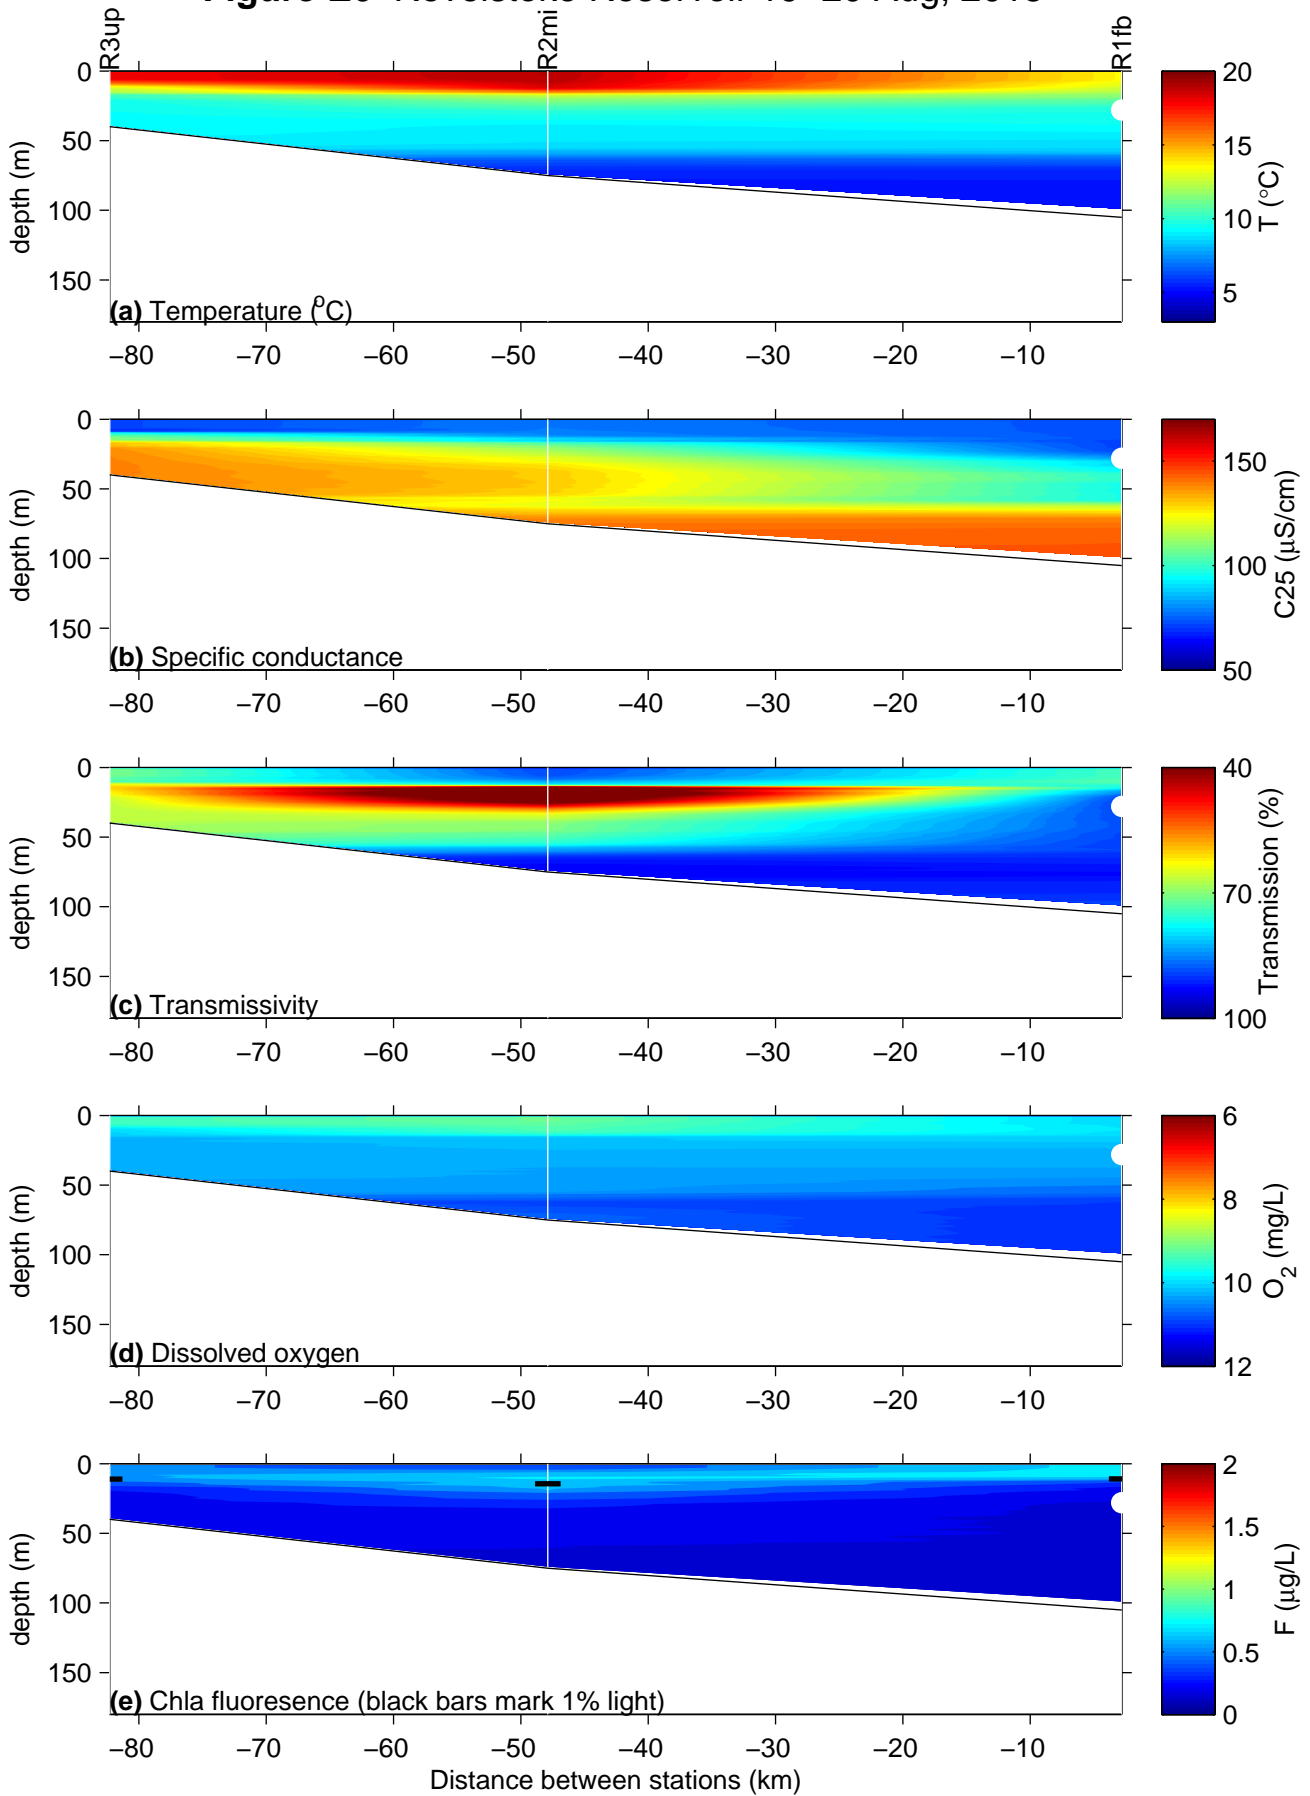 R3up R2mi R1fb
0
50
100
150
depth (m)
(a) Temperature (°C)
−80 −70 −60 −50 −40 −30 −20 −10
20
15
10
5
T (°C)
0
50
100
150
depth (m)
(b) Specific conductance
−80 −70 −60 −50 −40 −30 −20 −10
150
100
50
C25 (μS/cm)
0
50
100
150
depth (m)
(c) Transmissivity
−80 −70 −60 −50 −40 −30 −20 −10
40
70
100
Transmission (%)
0
50
100
150
depth (m)
(d) Dissolved oxygen
−80 −70 −60 −50 −40 −30 −20 −10
6
8
10
12
O2 (mg/L)
0
50
100
150
depth (m)
(e) Chla fluoresence (black bars mark 1% light)
−80 −70 −60 −50 −40 −30 −20 −10
2
1.5
1
0.5
0
F (μg/L)
Distance between stations (km)